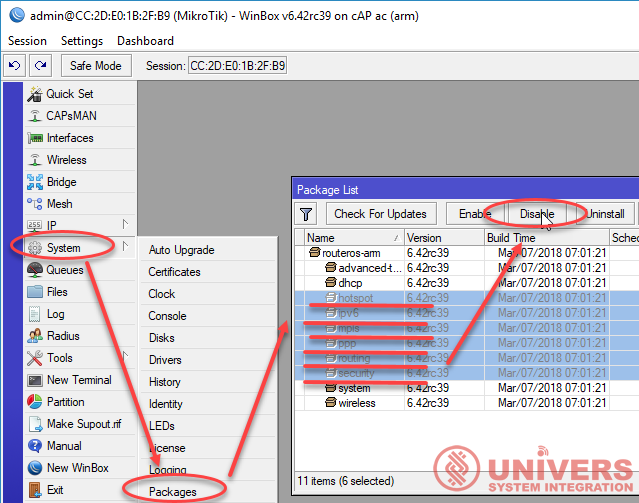 admin@CC:2D:E0:1B:2F:B9 (MikroTik) - WinBox v6.42rc39 on cAP ac (arm)
Session Settings Dashboard
Safe Mode Session: CC:2D:E0:1B:2F:B9
Quick Set
CAPsMAN
Interfaces
Wireless
Bridge
Mesh
IP
System
Queues
Files
Log
Radius
Tools
New Terminal
Partition
Make Supout.rif
Manual
New WinBox
Exit
Auto Upgrade
Certificates
Clock
Console
Disks
Drivers
History
Identity
LEDs
License
Logging
Packages
Package List
Check For Updates Enable Disable Uninstall
Name Version Build Time Sched
routeros-arm 6.42rc39 Mar/07/2018 07:01:21
advanced-t... 6.42rc39 Mar/07/2018 07:01:21
dhcp 6.42rc39 Mar/07/2018 07:01:21
hotspot 6.42rc39 Mar/07/2018 07:01:21
ipv6 6.42rc39 Mar/07/2018 07:01:21
mpls 6.42rc39 Mar/07/2018 07:01:21
ppp 6.42rc39 Mar/07/2018 07:01:21
routing 6.42rc39 Mar/07/2018 07:01:21
security 6.42rc39 Mar/07/2018 07:01:21
system 6.42rc39 Mar/07/2018 07:01:21
wireless 6.42rc39 Mar/07/2018 07:01:21
11 items (6 selected)
UNIVERS
SYSTEM INTEGRATION